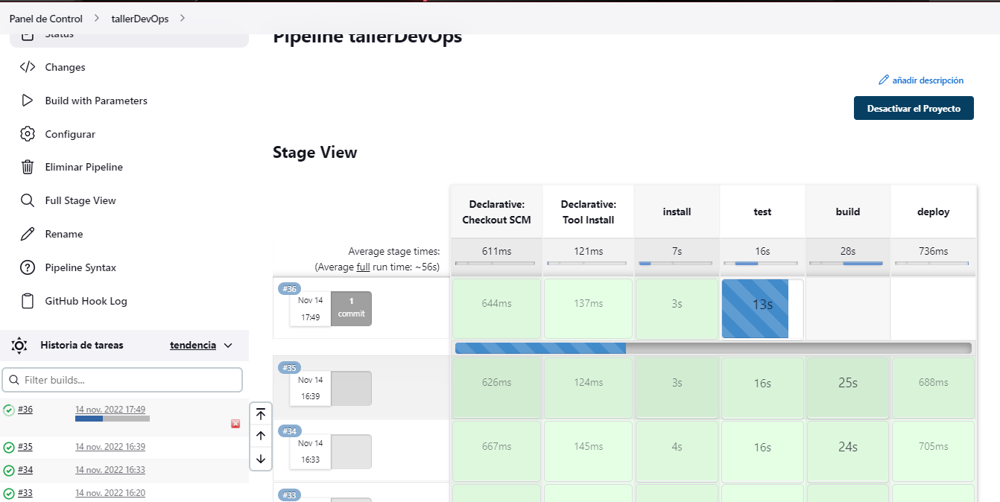 Panel de Control
tallerDevOps
Status
Changes
Build with Parameters
Configurar
Eliminar Pipeline
Full Stage View
Rename
Pipeline Syntax
GitHub Hook Log
Historia de tareas
tendencia
Filter builds...
#36
14 nov. 2022 17:49
#35
14 nov. 2022 16:39
#34
14 nov. 2022 16:33
#33
14 nov. 2022 16:20
Pipeline tallerDevOps
añadir descripción
Desactivar el Proyecto
Stage View
Declarative: Checkout SCM
Declarative: Tool Install
install
test
build
deploy
Average stage times:
(Average full run time: ~56s)
611ms
121ms
7s
16s
28s
736ms
#36
Nov 14
17:49
1
commit
644ms
137ms
3s
13s
#35
Nov 14
16:39
626ms
124ms
3s
16s
25s
688ms
#34
Nov 14
16:33
667ms
145ms
4s
16s
24s
705ms
#33